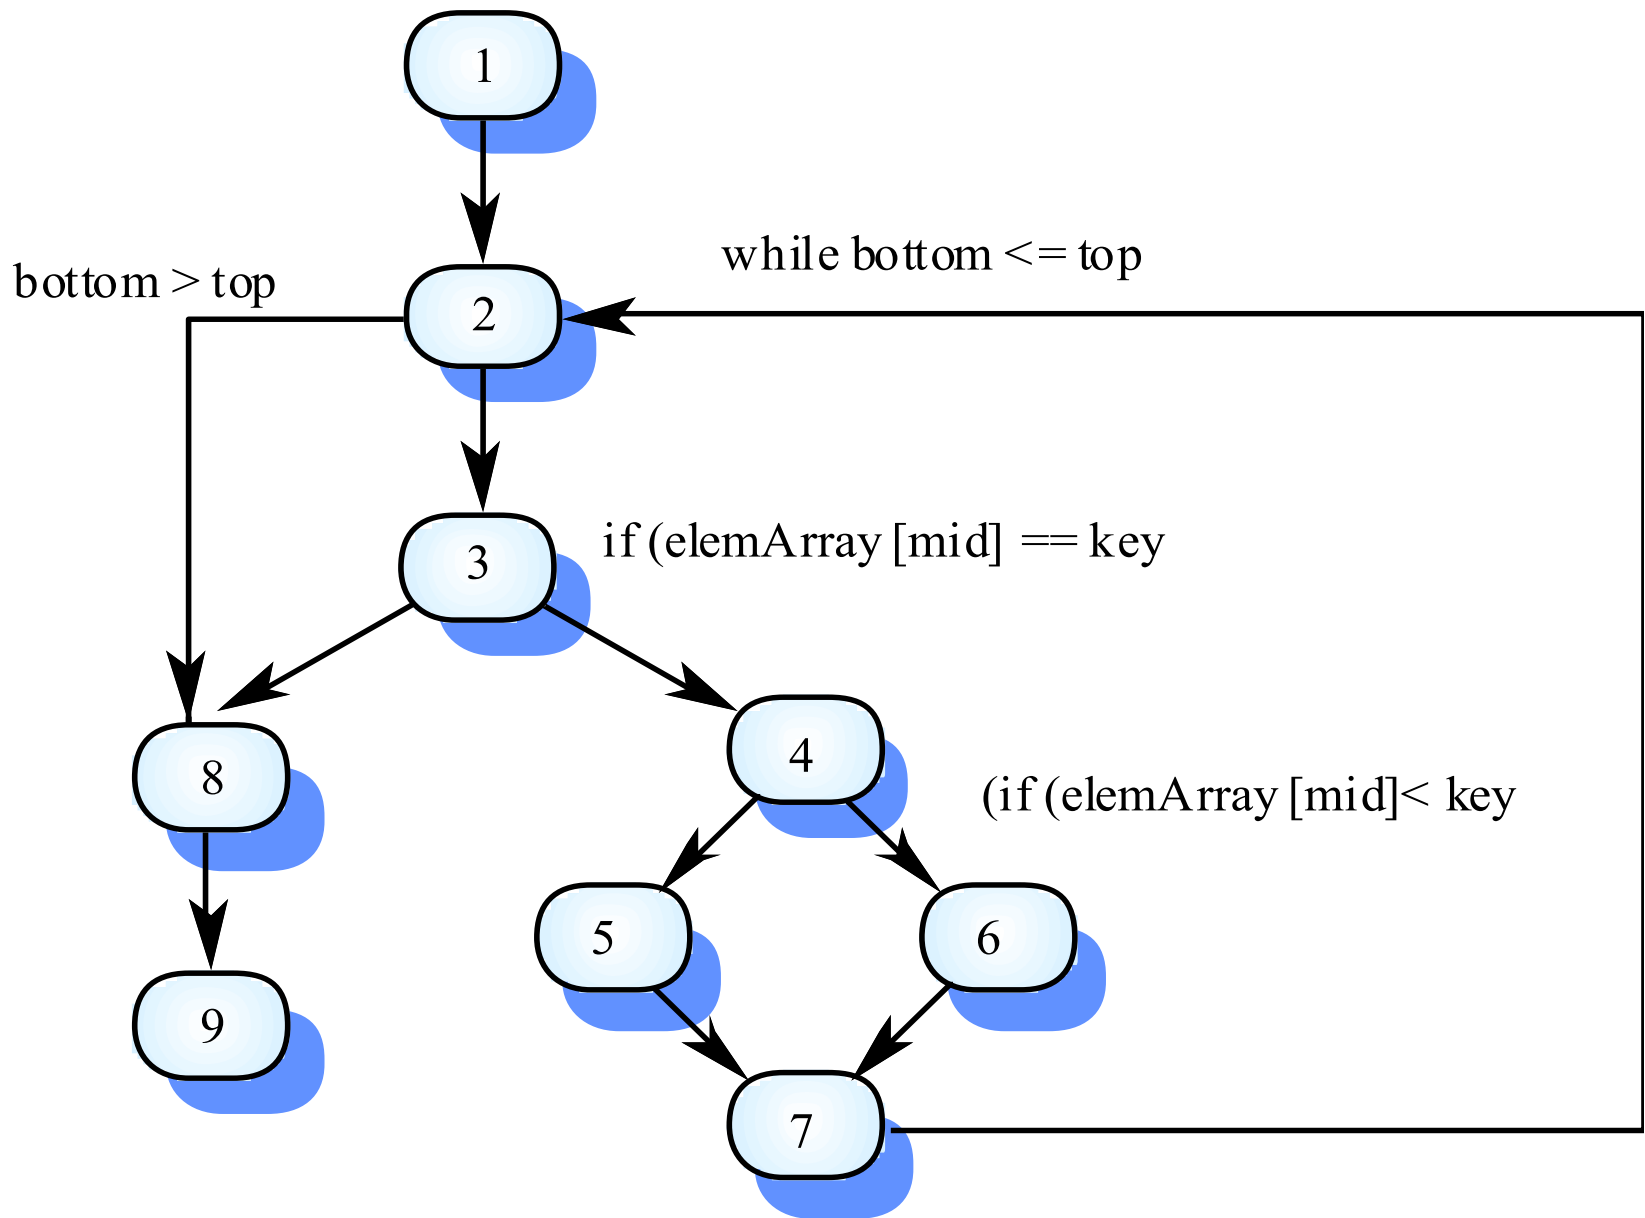 1
while bottom <= top
bottom > top
2
if (elemArray [mid] == key
3
4
8
(if (elemArray [mid]< key
5
6
9
7